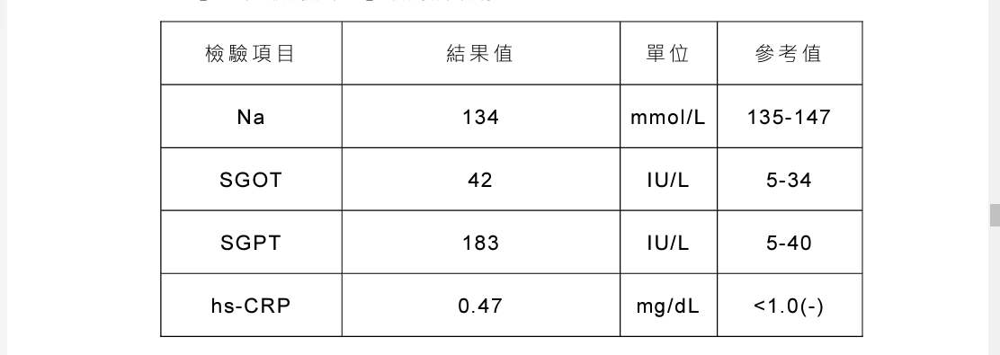 檢驗項目 結果值 單位 參考值
Na 134 mmol/L 135-147
SGOT 42 IU/L 5-34
SGPT 183 IU/L 5-40
hs-CRP 0.47 mg/dL <1.0(-)